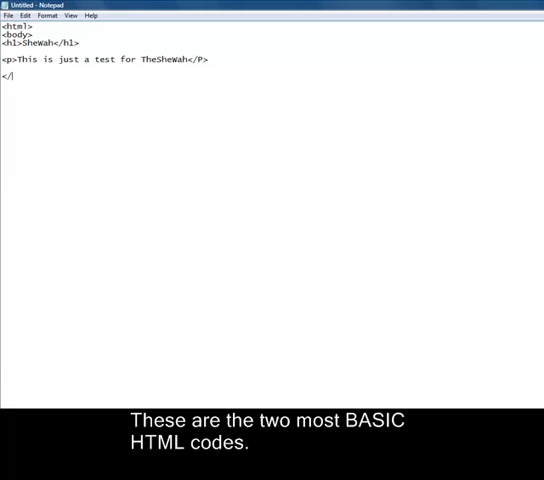 Untitled - Notepad
File Edit Format View Help
<html>
<body>
<h1>SheWah</h1>
<p>This is just a test for TheSheWah</P>
</
These are the two most BASIC
HTML codes.